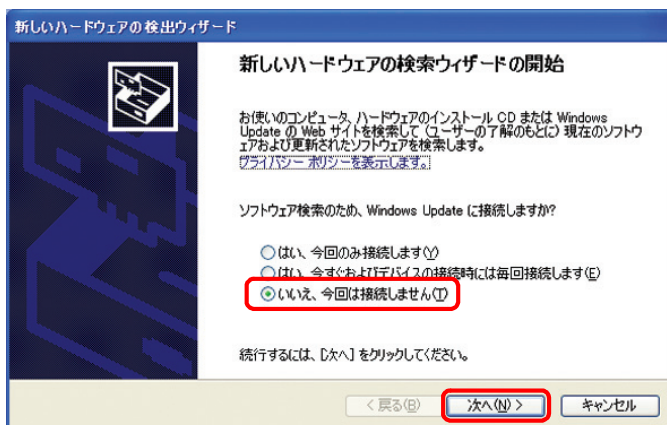 新しいハードウェアの検出ウィザード
新しいハードウェアの検索ウィザードの開始
お使いのコンピュータ、ハードウェアのインストール CD または Windows
Update の Web サイトを検索して (ユーザーの了解のもとに) 現在のソフトウ
ェアおよび更新されたソフトウェアを検索します。
プライバシー ポリシーを表示します。
ソフトウェア検索のため、Windows Update に接続しますか?
はい、今回のみ接続します(Y)
はい、今すぐおよびデバイスの接続時には毎回接続します(E)
いいえ、今回は接続しません(T)
続行するには、[次へ] をクリックしてください。
< 戻る(B)
次へ(N) >
キャンセル